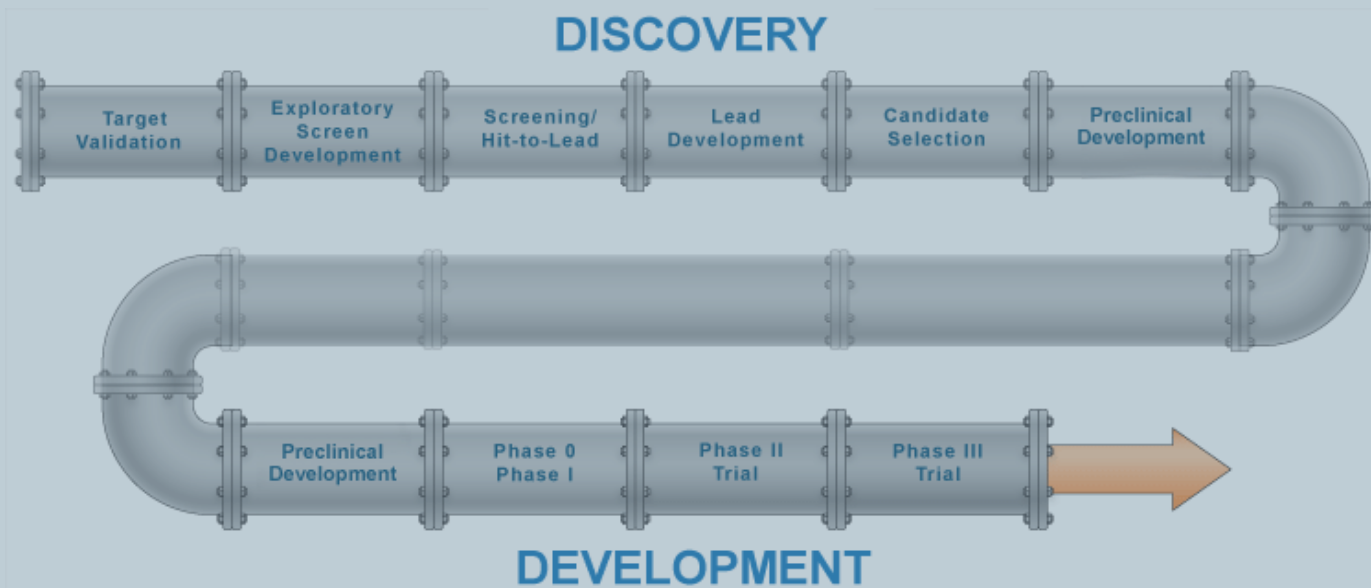 DISCOVERY
Target
Validation
Exploratory
Screen
Development
Screening/
Hit-to-Lead
Lead
Development
Candidate
Selection
Preclinical
Development
Preclinical
Development
Phase 0
Phase I
Phase II
Trial
Phase III
Trial
DEVELOPMENT